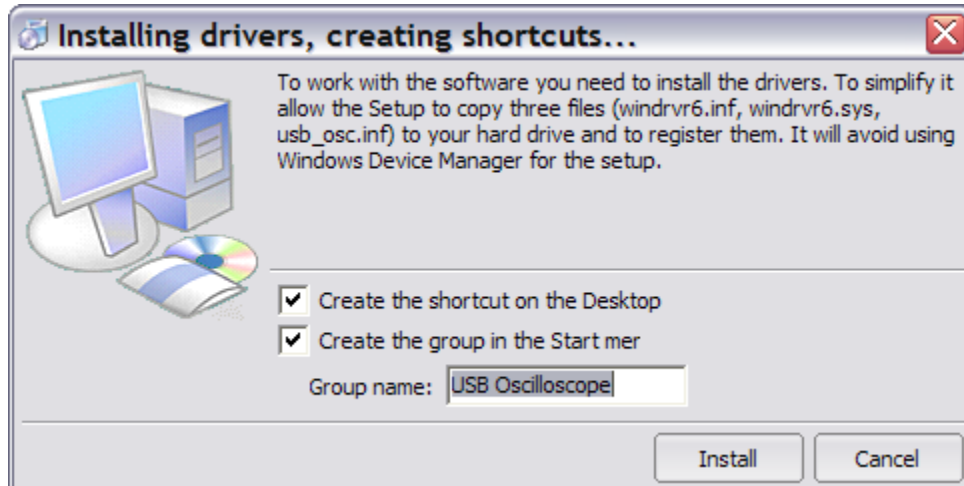 Installing drivers, creating shortcuts...
To work with the software you need to install the drivers. To simplify it
allow the Setup to copy three files (windrvr6.inf, windrvr6.sys,
usb_osc.inf) to your hard drive and to register them. It will avoid using
Windows Device Manager for the setup.
Create the shortcut on the Desktop
Create the group in the Start mer
Group name: USB Oscilloscope
Install Cancel